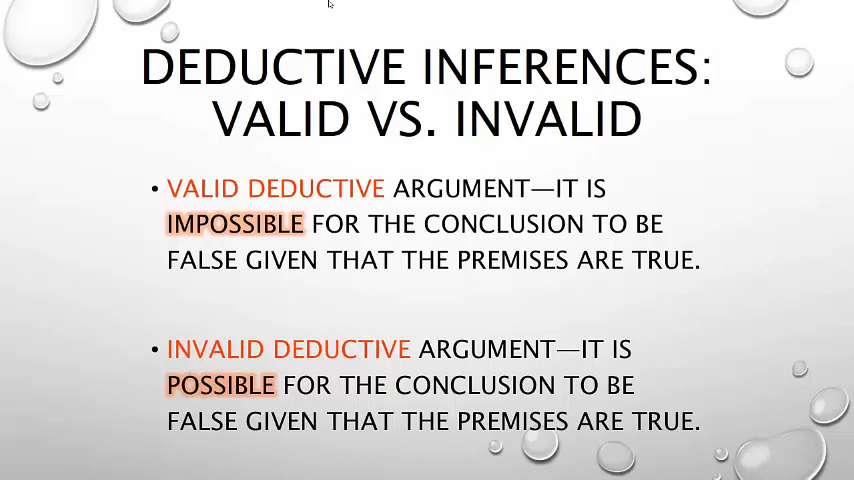 DEDUCTIVE INFERENCES:
VALID VS. INVALID
• VALID DEDUCTIVE ARGUMENT—IT IS
IMPOSSIBLE FOR THE CONCLUSION TO BE
FALSE GIVEN THAT THE PREMISES ARE TRUE.
• INVALID DEDUCTIVE ARGUMENT—IT IS
POSSIBLE FOR THE CONCLUSION TO BE
FALSE GIVEN THAT THE PREMISES ARE TRUE.